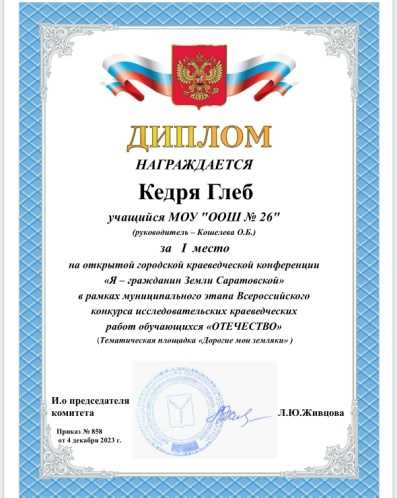 ДИПЛОМ
НАГРАЖДАЕТСЯ
Кедря Глеб
учащийся МОУ "ООШ № 26"
(руководитель – Кошелева О.Б.)
за I место
на открытой городской краеведческой конференции
«Я – гражданин Земли Саратовской»
в рамках муниципального этапа Всероссийского
конкурса исследовательских краеведческих
работ обучающихся «ОТЕЧЕСТВО»
(Тематическая площадка «Дорогие мои земляки» )
И.о председателя
комитета
Л.Ю.Живцова
Приказ № 858
от 4 декабря 2023 г.